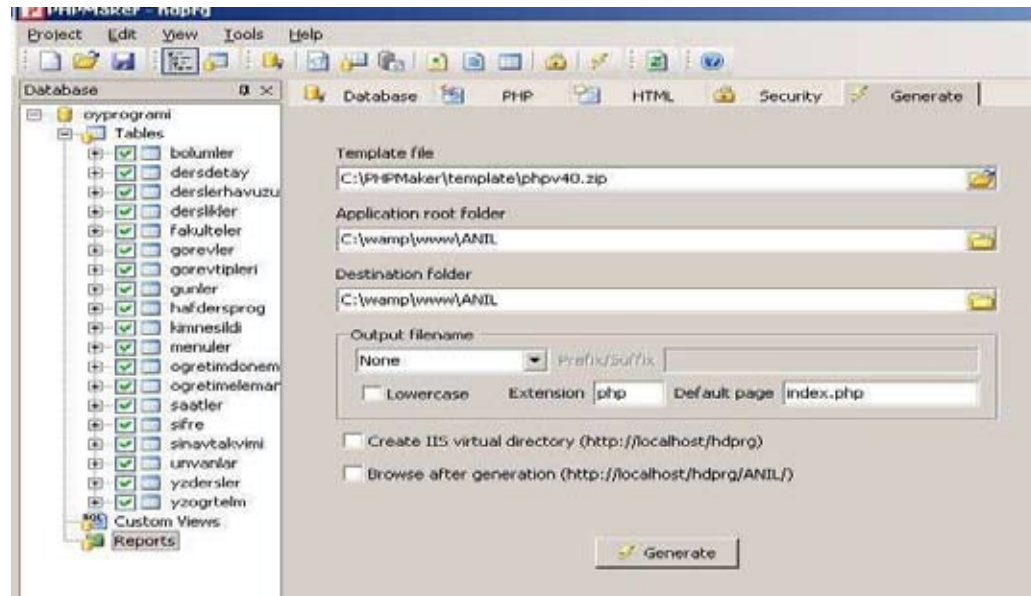 PHPMaker - hdprg
Project Edit View Tools Help
Database
Database PHP HTML Security Generate
oyprogrami
Tables
bolumler
dersdetay
derslerhavuzu
derslikler
fakulteler
gorevler
gorevtipleri
gunler
hafdersprog
kimnesildi
menuler
ogretimdonem
ogretimelemar
saatler
sifre
sinavtakvimi
unvanlar
yzdersler
yzogrtelm
Custom Views
Reports
Template file
C:\PHPMaker\template\phpv40.zip
Application root folder
C:\wamp\www\ANIL
Destination folder
C:\wamp\www\ANIL
Output filename
None Prefix/Suffix
Lowercase Extension php Default page index.php
Create IIS virtual directory (http://localhost/hdprg)
Browse after generation (http://localhost/hdprg/ANIL/)
Generate